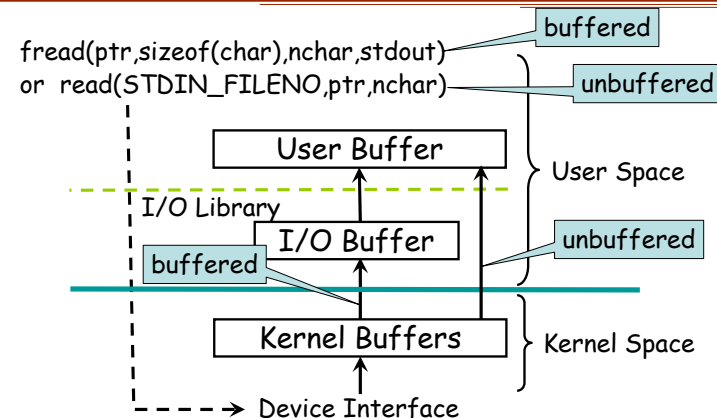 buffered
fread(ptr,sizeof(char),nchar,stdout)
or read(STDIN_FILENO,ptr,nchar)
unbuffered
User Buffer
User Space
I/O Library
I/O Buffer
unbuffered
buffered
Kernel Buffers
Kernel Space
Device Interface